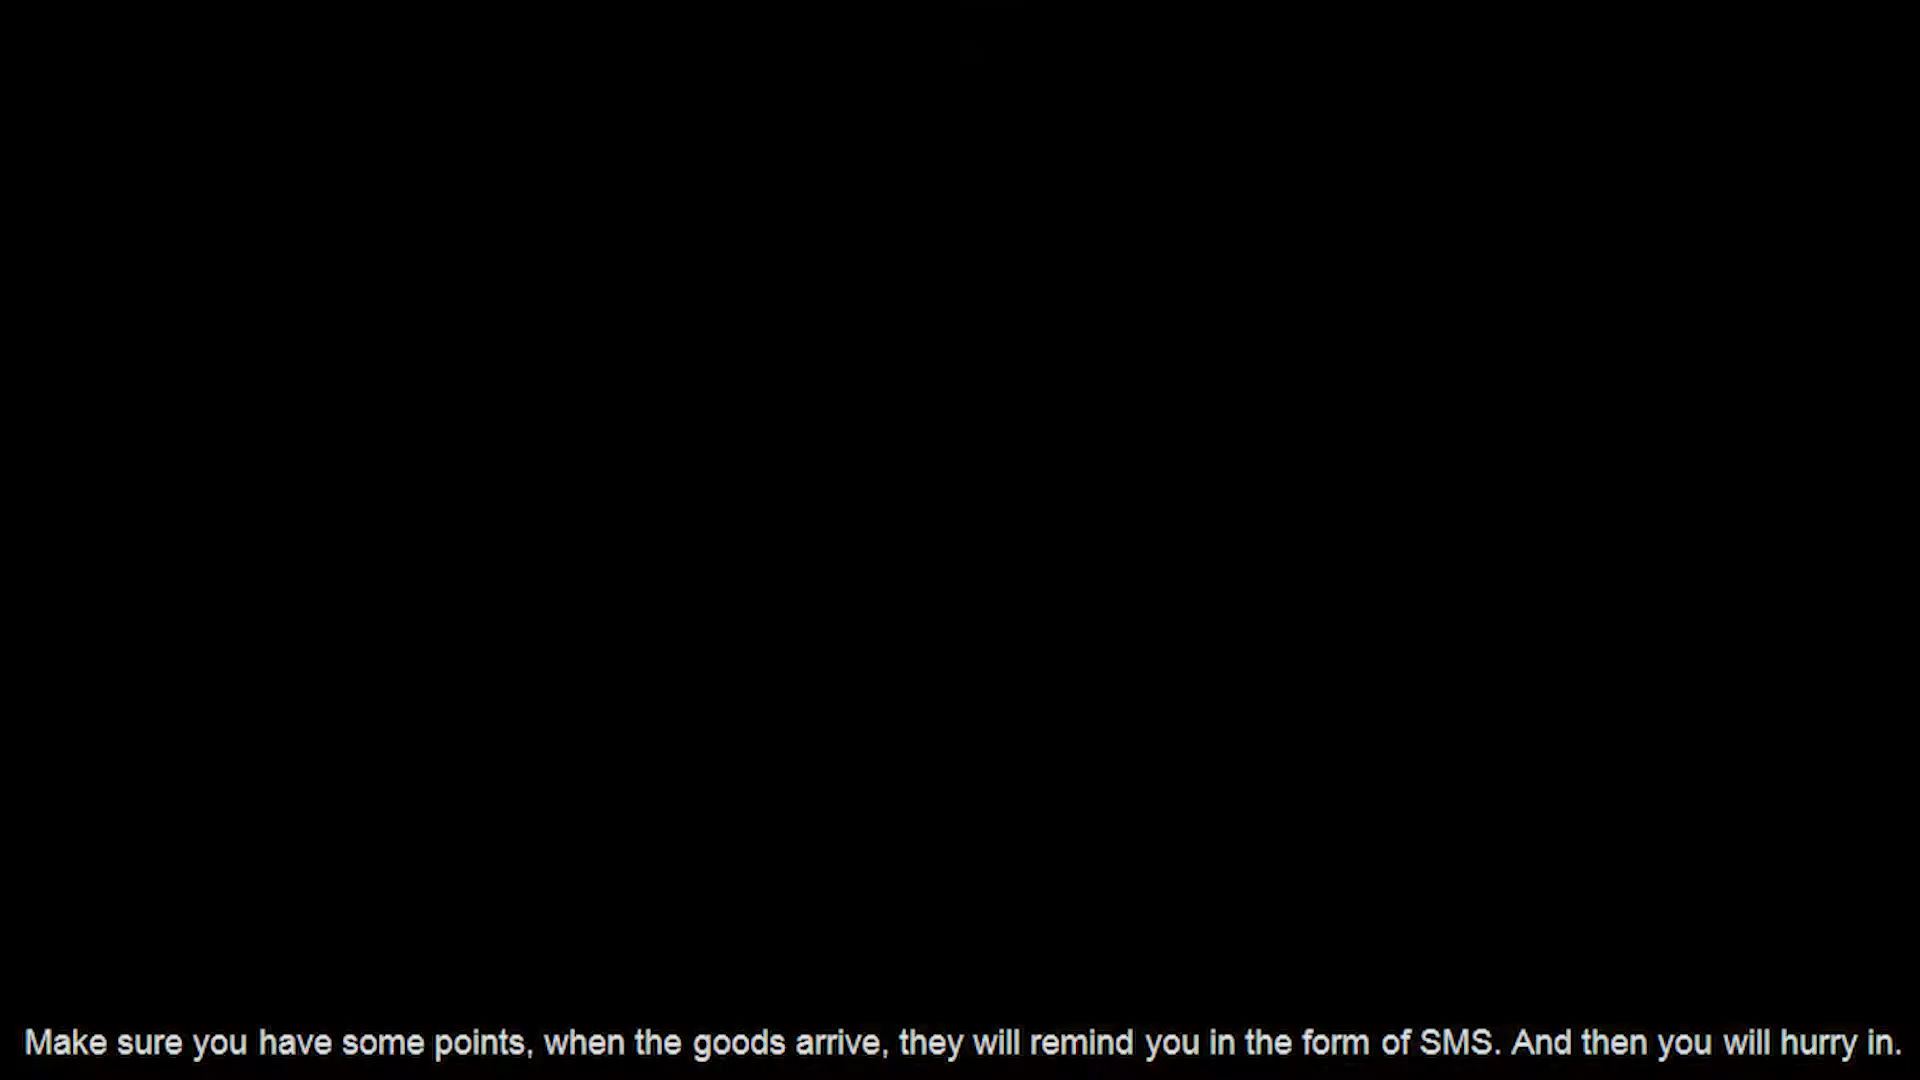 Make sure you have some points, when the goods arrive, they will remind you in the form of SMS. And then you will hurry in.